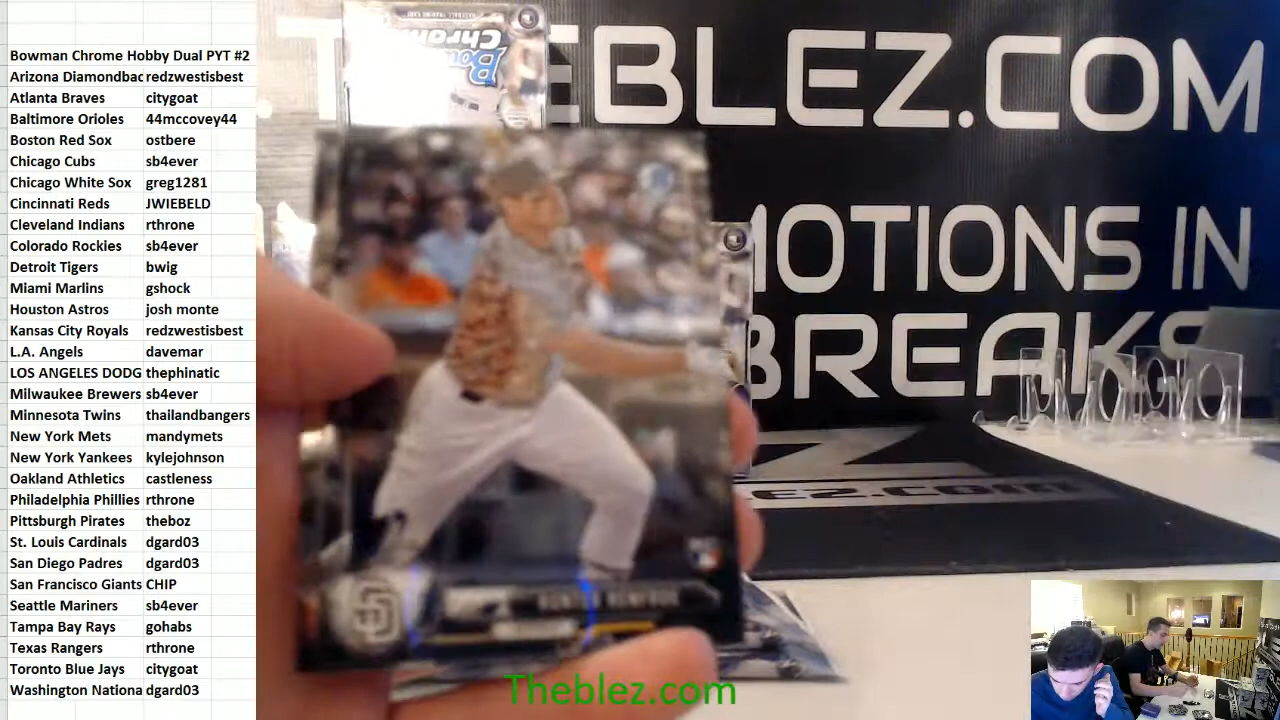 Bowman Chrome Hobby Dual PYT #2
Arizona Diamondbac redzwestisbest
Atlanta Braves citygoat
Baltimore Orioles 44mccovey44
Boston Red Sox ostbere
Chicago Cubs sb4ever
Chicago White Sox greg1281
Cincinnati Reds JWIEBELD
Cleveland Indians rthrone
Colorado Rockies sb4ever
Detroit Tigers bwig
Miami Marlins gshock
Houston Astros josh monte
Kansas City Royals redzwestisbest
L.A. Angels davemar
LOS ANGELES DODG thephinatic
Milwaukee Brewers sb4ever
Minnesota Twins thailandbangers
New York Mets mandymets
New York Yankees kylejohnson
Oakland Athletics castleness
Philadelphia Phillies rthrone
Pittsburgh Pirates theboz
St. Louis Cardinals dgard03
San Diego Padres dgard03
San Francisco Giants CHIP
Seattle Mariners sb4ever
Tampa Bay Rays gohabs
Texas Rangers rthrone
Toronto Blue Jays citygoat
Washington Nationa dgard03
EBLEZ.COM
MOTIONS IN
BREAKS
EZ.COM
SD
Theblez.com